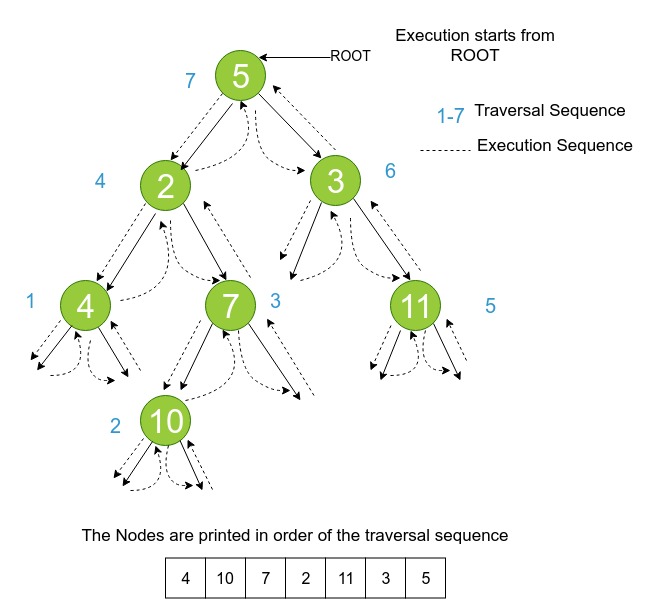 Execution starts from
ROOT
ROOT
5
7
1-7 Traversal Sequence
Execution Sequence
2
4
3
6
4
1
7
3
11
5
10
2
The Nodes are printed in order of the traversal sequence
4 10 7 2 11 3 5